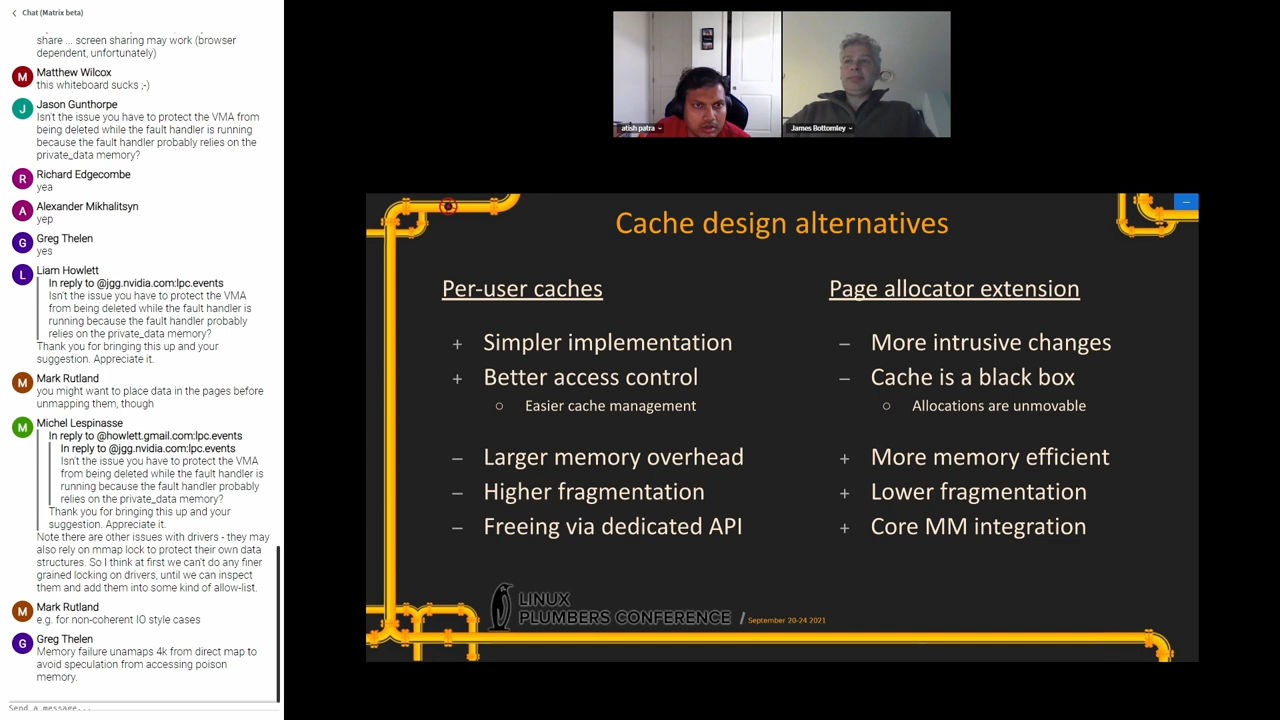 Chat (Matrix beta)
share ... screen sharing may work (browser
dependent, unfortunately)
M
Matthew Wilcox
this whiteboard sucks ;-)
J
Jason Gunthorpe
Isn't the issue you have to protect the VMA from
being deleted while the fault handler is running
because the fault handler probably relies on the
private_data memory?
R
Richard Edgecombe
yea
A
Alexander Mikhalitsyn
yep
G
Greg Thelen
yes
L
Liam Howlett
In reply to @jgg.nvidia.com:lpc.events
Isn't the issue you have to protect the VMA
from being deleted while the fault handler is
running because the fault handler probably
relies on the private_data memory?
Thank you for bringing this up and your
suggestion. Appreciate it.
M
Mark Rutland
you might want to place data in the pages before
unmapping them, though
M
Michel Lespinasse
In reply to @howlett.gmail.com:lpc.events
In reply to @jgg.nvidia.com:lpc.events
Isn't the issue you have to protect the VMA
from being deleted while the fault handler is
running because the fault handler probably
relies on the private_data memory?
Thank you for bringing this up and your
suggestion. Appreciate it.
Note there are other issues with drivers - they may
also rely on mmap lock to protect their own data
structures. So I think at first we can't do any finer
grained locking on drivers, until we can inspect
them and add them into some kind of allow-list.
M
Mark Rutland
e.g. for non-coherent IO style cases
G
Greg Thelen
Memory failure unamaps 4k from direct map to
avoid speculation from accessing poison
memory.
Send a message...
atish patra
James Bottomley
Cache design alternatives
Per-user caches
+ Simpler implementation
+ Better access control
○ Easier cache management
– Larger memory overhead
– Higher fragmentation
– Freeing via dedicated API
Page allocator extension
– More intrusive changes
– Cache is a black box
○ Allocations are unmovable
+ More memory efficient
+ Lower fragmentation
+ Core MM integration
LINUX
PLUMBERS CONFERENCE / September 20-24 2021